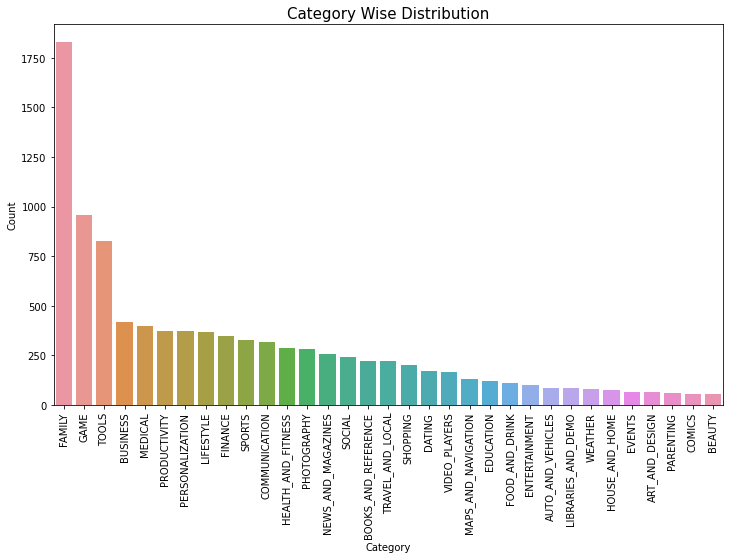 Category Wise Distribution
Count
1750
1500
1250
1000
750
500
250
0
FAMILY
GAME
TOOLS
BUSINESS
MEDICAL
PRODUCTIVITY
PERSONALIZATION
LIFESTYLE
FINANCE
SPORTS
COMMUNICATION
HEALTH_AND_FITNESS
PHOTOGRAPHY
NEWS_AND_MAGAZINES
SOCIAL
BOOKS_AND_REFERENCE
TRAVEL_AND_LOCAL
SHOPPING
DATING
VIDEO_PLAYERS
MAPS_AND_NAVIGATION
EDUCATION
FOOD_AND_DRINK
ENTERTAINMENT
AUTO_AND_VEHICLES
LIBRARIES_AND_DEMO
WEATHER
HOUSE_AND_HOME
EVENTS
ART_AND_DESIGN
PARENTING
COMICS
BEAUTY
Category